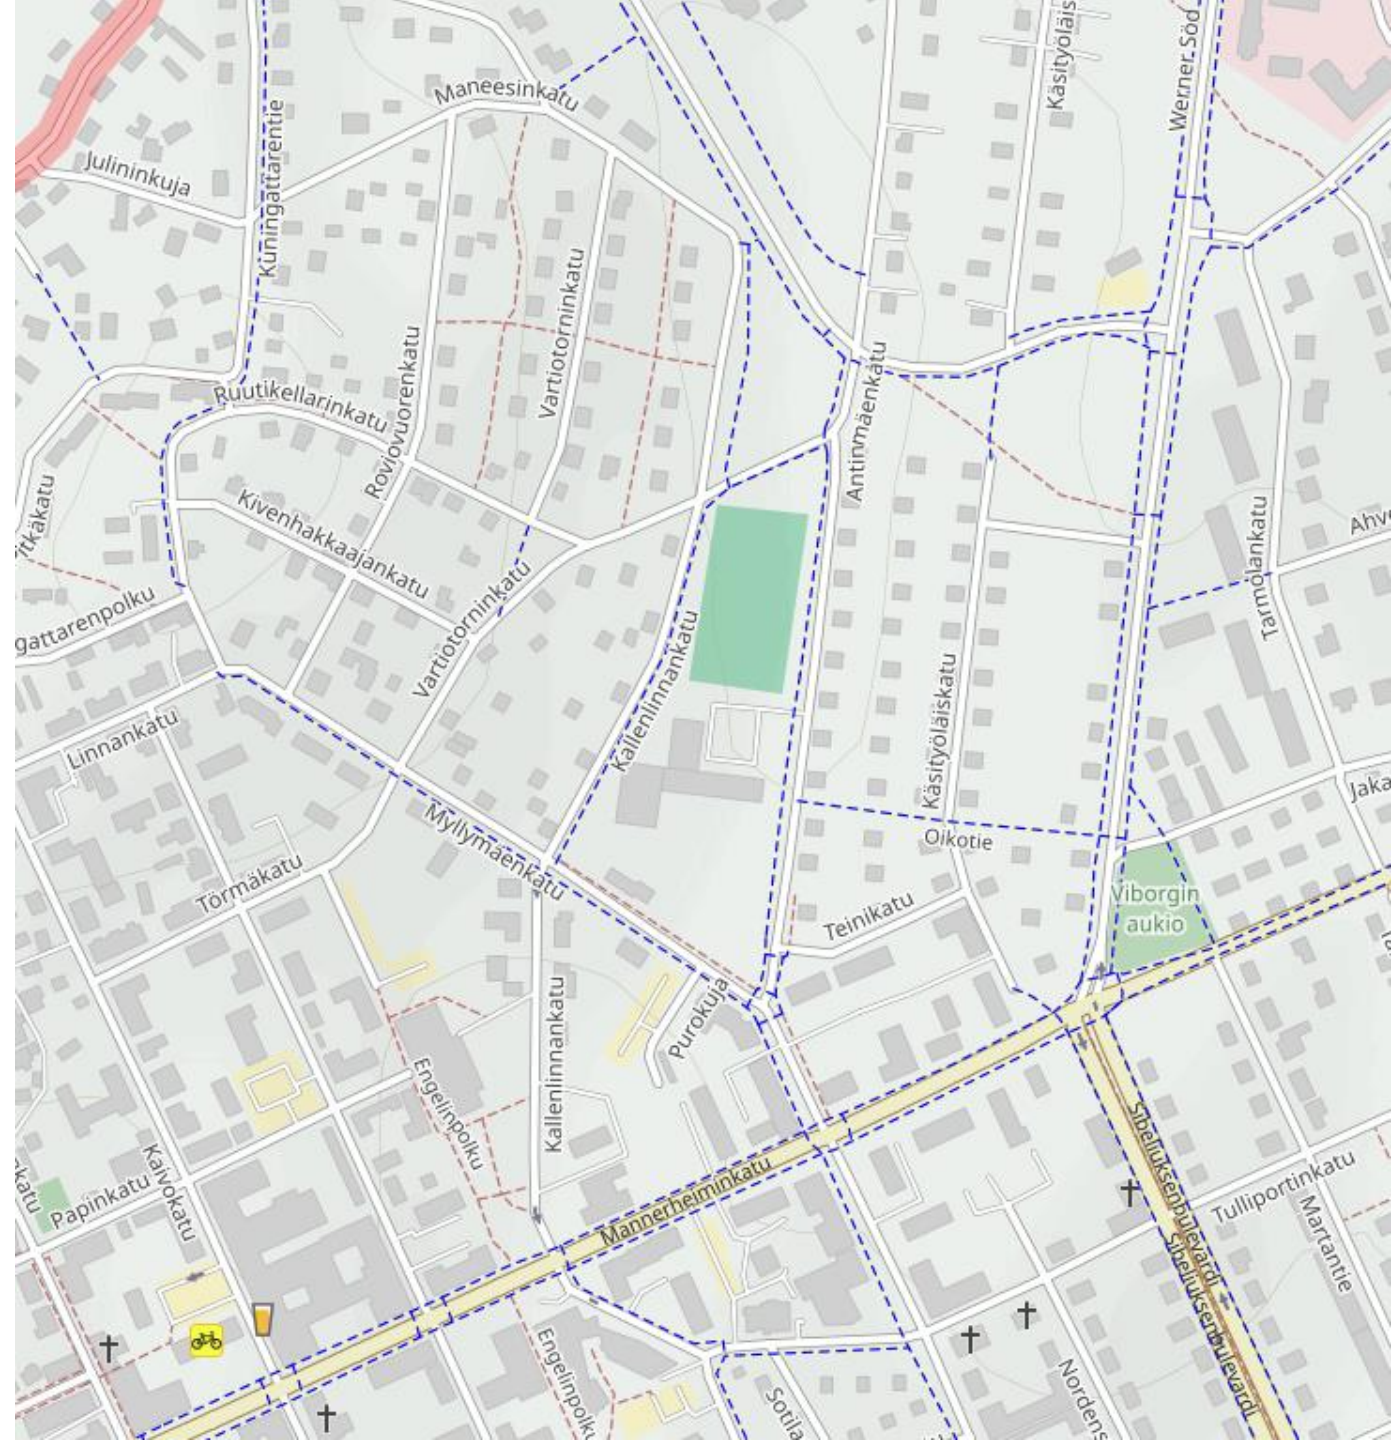 Käsityöläis
Werner Söd
Maneesinkatu
Kuningattarentie
Julininkuja
Vartiotorninkatu
Roviovuorenkatu
Ruutikellarinkatu
Antinmäenkatu
Kivenhakkaajankatu
itkäkatu
Tarmolankatu
Ahve
gattarenpolku
Vartiotorninkatu
Kallenlinnankatu
Linnankatu
Käsityöläiskatu
Jaka
Myllymäenkatu
Oikotie
Törmäkatu
Teinikatu
Viborgin
aukio
Purokuja
Kallenlinnankatu
Engelinpolku
Sibeliuksenbulevardi
Kaivokatu
Papinkatu
Mannerheiminkatu
Tulliportinkatu
Martantie
Sibeliuksenbulevardi
Engelinpolku
Sotila
Nordens